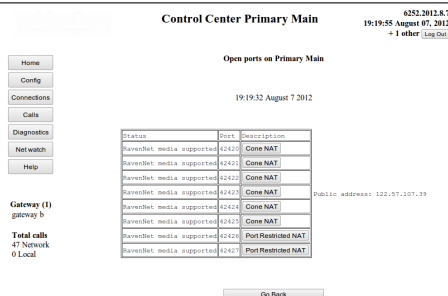 Control Center Primary Main
6252.2012.8.7
19:19:55 August 07, 2012
+ 1 other Log Out
Home
Config
Connections
Calls
Diagnostics
Net watch
Help
Gateway (1)
gateway b
Total calls
47 Network
0 Local
Open ports on Primary Main
19:19:32 August 7 2012
Status Port Description
RavenNet media supported 42420 Cone NAT
RavenNet media supported 42421 Cone NAT
RavenNet media supported 42422 Cone NAT
RavenNet media supported 42423 Cone NAT
RavenNet media supported 42424 Cone NAT
RavenNet media supported 42425 Cone NAT
RavenNet media supported 42426 Port Restricted NAT
RavenNet media supported 42427 Port Restricted NAT
Public address: 122.57.107.39
Go Back